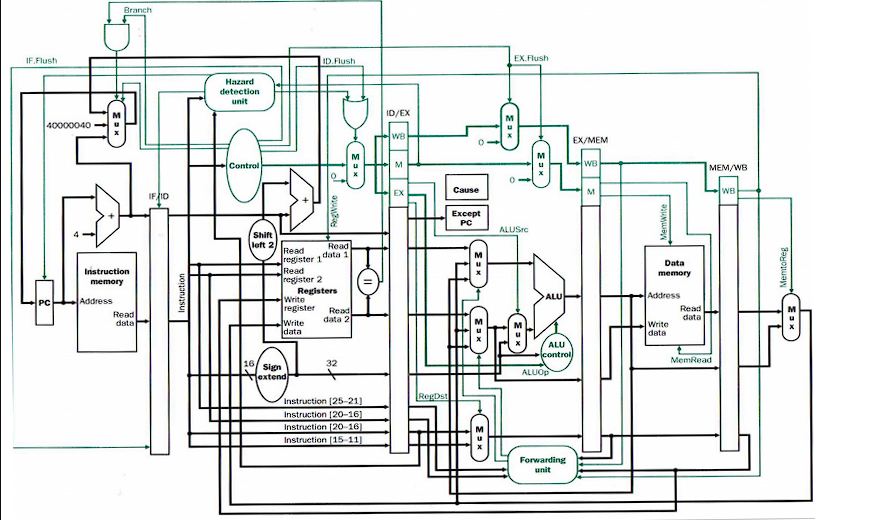 Branch
IF.Flush
ID.Flush
EX.Flush
Hazard
detection
unit
ID/EX
M
u
x
40000040
M
u
x
WB
0
EX/MEM
MEM/WB
Control
M
u
x
0
M
M
u
x
0
WB
M
WB
EX
Cause
Except
PC
IF/ID
+
4
+
Shift
left 2
RegWrite
ALUSrc
MemWrite
MemtoReg
Instruction
memory
PC
Address
Read
data
Instruction
Read
register 1
Read
data 1
Read
register 2
Registers
Write
register
Read
data 2
Write
data
=
M
u
x
M
u
x
M
u
x
ALU
ALU
control
ALUOp
Data
memory
Address
Read
data
Write
data
MemRead
M
u
x
16
Sign
extend
32
RegDst
Instruction [25–21]
Instruction [20–16]
Instruction [20–16]
Instruction [15–11]
M
u
x
Forwarding
unit